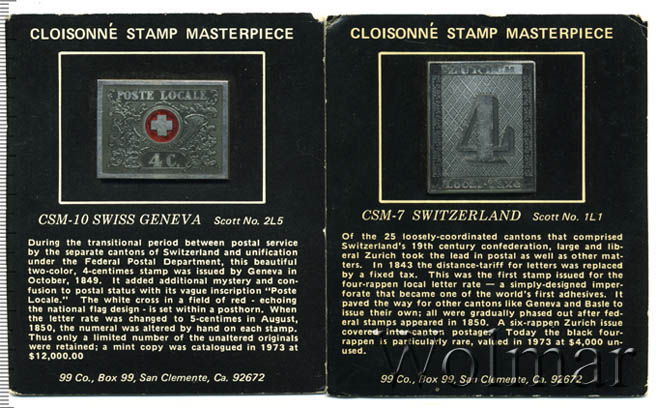 CLOISONNÉ STAMP MASTERPIECE
POSTE LOCALE
4 C.
CSM-10 SWISS GENEVA Scott No. 2L5
During the transitional period between postal service
by the separate cantons of Switzerland and unification
under the Federal Postal Department, this beautiful
two-color, 4-centimes stamp was issued by Geneva in
October, 1849. It added additional mystery and con-
fusion to postal status with its vague inscription "Poste
Locale." The white cross in a field of red - echoing
the national flag design - is set within a posthorn. When
the letter rate was changed to 5-centimes in August,
1850, the numeral was altered by hand on each stamp.
Thus only a limited number of the unaltered originals
were retained; a mint copy was catalogued in 1973 at
$12,000.00
99 Co., Box 99, San Clemente, Ca. 92672
CLOISONNÉ STAMP MASTERPIECE
ZURICH
4
Local-Taxe
CSM-7 SWITZERLAND Scott No. 1L1
Of the 25 loosely-coordinated cantons that comprised
Switzerland's 19th century confederation, large and lib-
eral Zurich took the lead in postal as well as other mat-
ters. In 1843 the distance-tariff for letters was replaced
by a fixed tax. This was the first stamp issued for the
four-rappen local letter rate — a simply-designed imper-
forate that became one of the world's first adhesives. It
paved the way for other cantons like Geneva and Basle to
issue their own; all were gradually phased out after fed-
eral stamps appeared in 1850. A six-rappen Zurich issue
covered inter-canton postage. Today the black four-
rappen is particularly rare, valued in 1973 at $4,000 un-
used.
99 Co., Box 99, San Clemente, Ca. 92672
wolmar